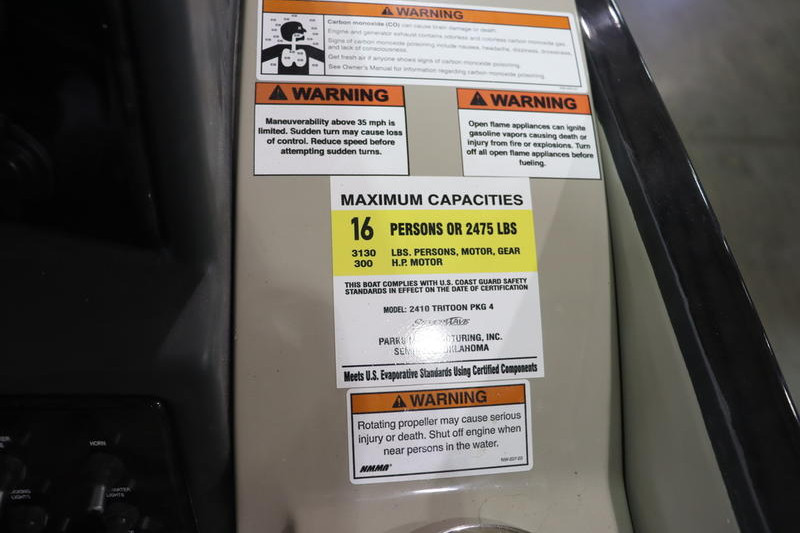 WARNING
Carbon monoxide (CO) can cause brain damage or death.
Engine and generator exhaust contains odorless and colorless carbon monoxide gas.
Signs of carbon monoxide poisoning include nausea, headache, dizziness, drowsiness,
and lack of consciousness.
Get fresh air if anyone shows signs of carbon monoxide poisoning.
See Owner's Manual for information regarding carbon monoxide poisoning.
WARNING
Maneuverability above 35 mph is
limited. Sudden turn may cause loss
of control. Reduce speed before
attempting sudden turns.
WARNING
Open flame appliances can ignite
gasoline vapors causing death or
injury from fire or explosions. Turn
off all open flame appliances before
fueling.
MAXIMUM CAPACITIES
16 PERSONS OR 2475 LBS
3130 LBS. PERSONS, MOTOR, GEAR
300 H.P. MOTOR
THIS BOAT COMPLIES WITH U.S. COAST GUARD SAFETY
STANDARDS IN EFFECT ON THE DATE OF CERTIFICATION
MODEL: 2410 TRITOON PKG 4
INC.
OKLAHOMA
Meets U.S. Evaporative Standards Using Certified Components
WARNING
Rotating propeller may cause serious
injury or death. Shut off engine when
near persons in the water.
NMMA
HORN
LIGHTS
LIGHTS